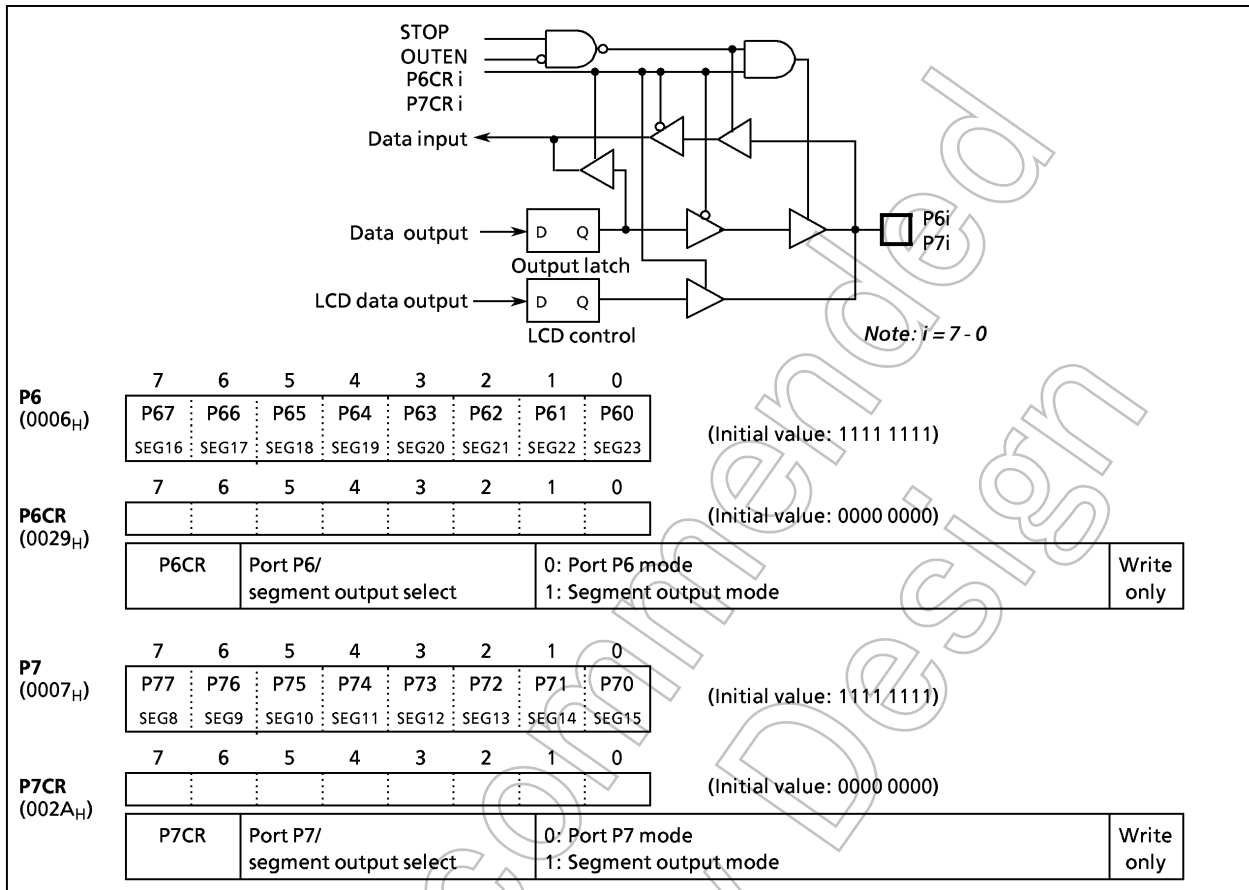 STOP
OUTEN
P6CR i
P7CR i
Data input
Data output
D Q
Output latch
P6i
P7i
LCD data output
D Q
LCD control
Note: i = 7 - 0
7 6 5 4 3 2 1 0
P6
(0006H)
P67 P66 P65 P64 P63 P62 P61 P60
SEG16 SEG17 SEG18 SEG19 SEG20 SEG21 SEG22 SEG23
(Initial value: 1111 1111)
7 6 5 4 3 2 1 0
P6CR
(0029H)
(Initial value: 0000 0000)
P6CR Port P6/ 0: Port P6 mode Write
segment output select 1: Segment output mode only
7 6 5 4 3 2 1 0
P7
(0007H)
P77 P76 P75 P74 P73 P72 P71 P70
SEG8 SEG9 SEG10 SEG11 SEG12 SEG13 SEG14 SEG15
(Initial value: 1111 1111)
7 6 5 4 3 2 1 0
P7CR
(002AH)
(Initial value: 0000 0000)
P7CR Port P7/ 0: Port P7 mode Write
segment output select 1: Segment output mode only
commended
Design